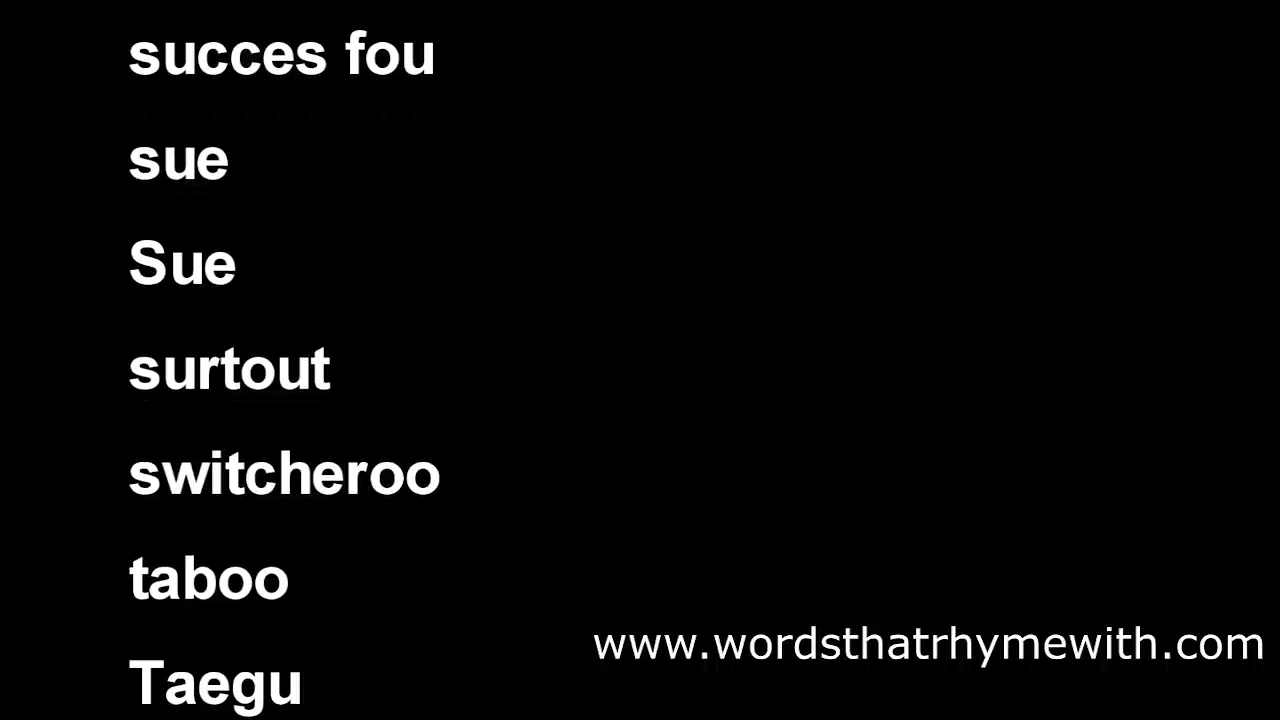 succes fou
sue
Sue
surtout
switcheroo
taboo
www.wordsthatrhymewith.com
Taegu